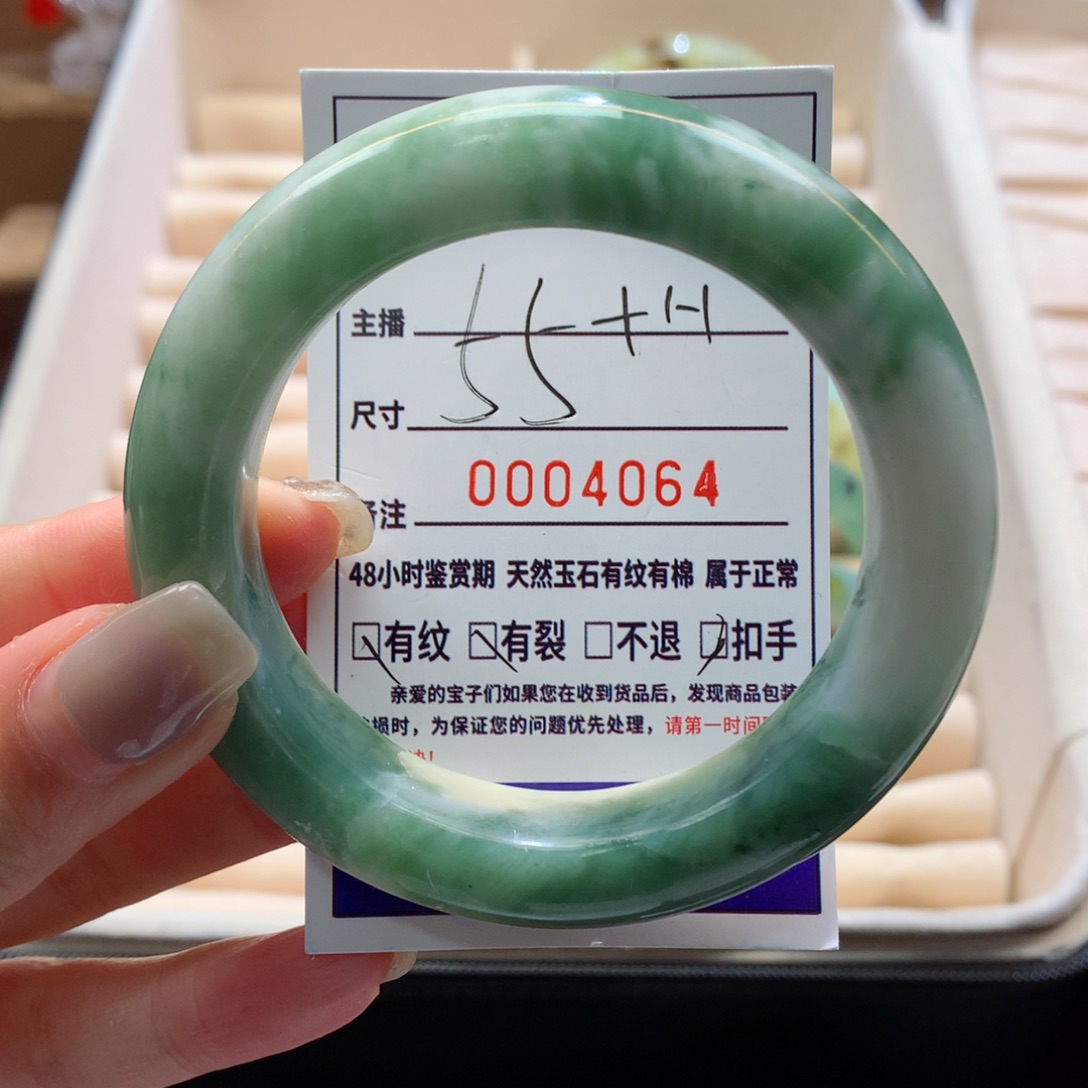 主播
55+H
尺寸
0004064
备注
48小时鉴赏期 天然玉石有纹有棉 属于正常
☐有纹 ☐有裂 ☐不退 ☐扣手
亲爱的宝子们如果您在收到货品后,发现商品包装
损时,为保证您的问题优先处理,请第一时间